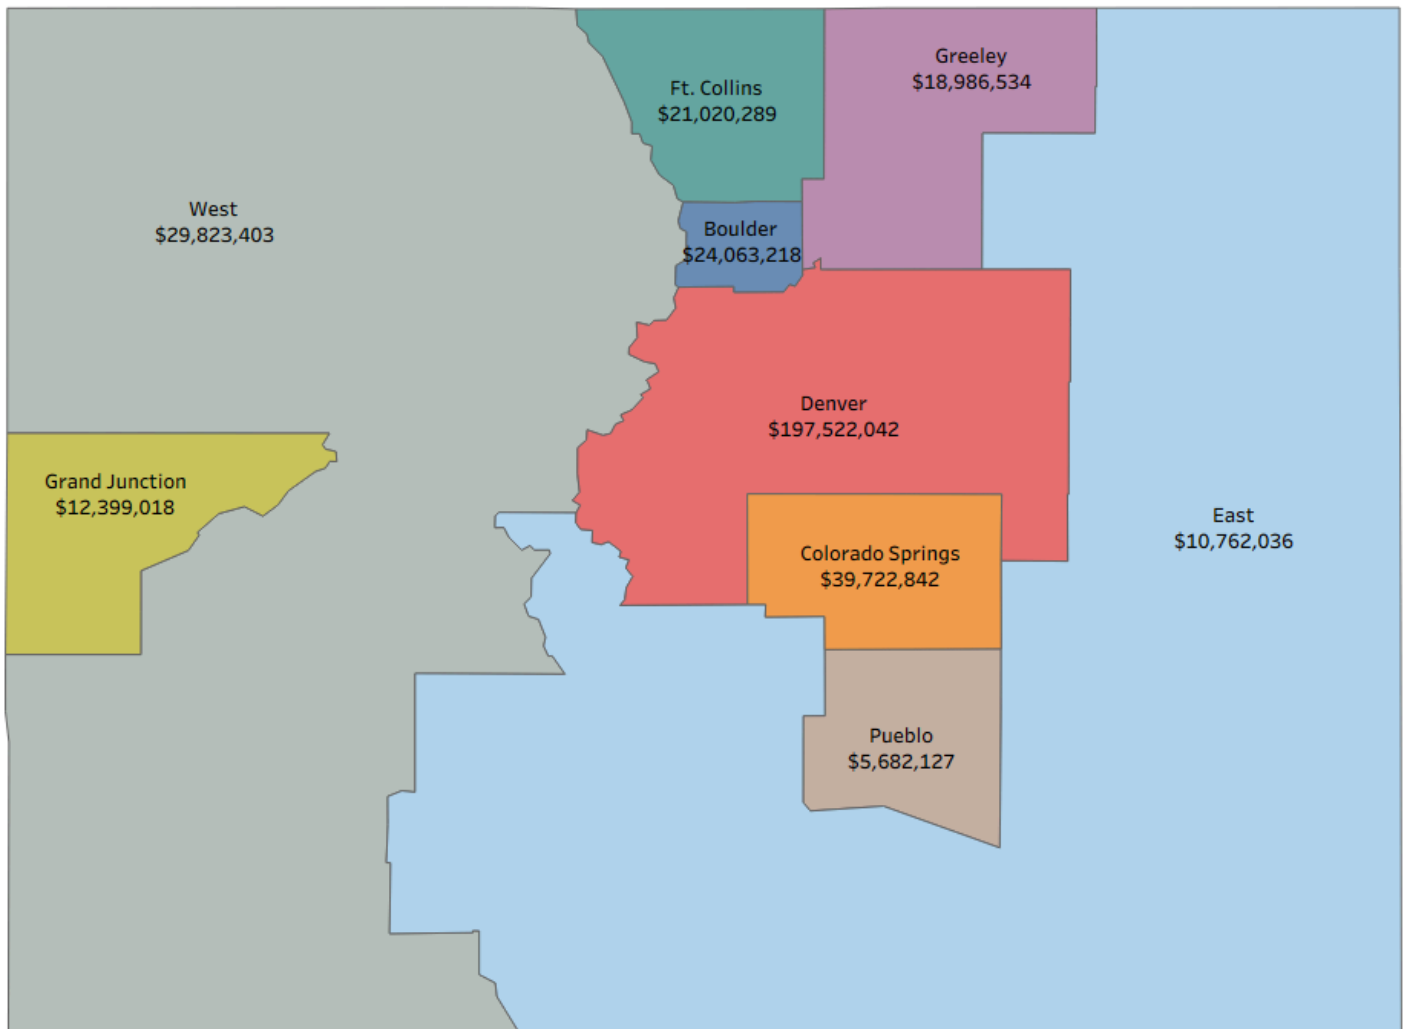 Greeley
$18,986,534
Ft. Collins
$21,020,289
West
$29,823,403
Boulder
$24,063,218
Denver
$197,522,042
Grand Junction
$12,399,018
East
$10,762,036
Colorado Springs
$39,722,842
Pueblo
$5,682,127